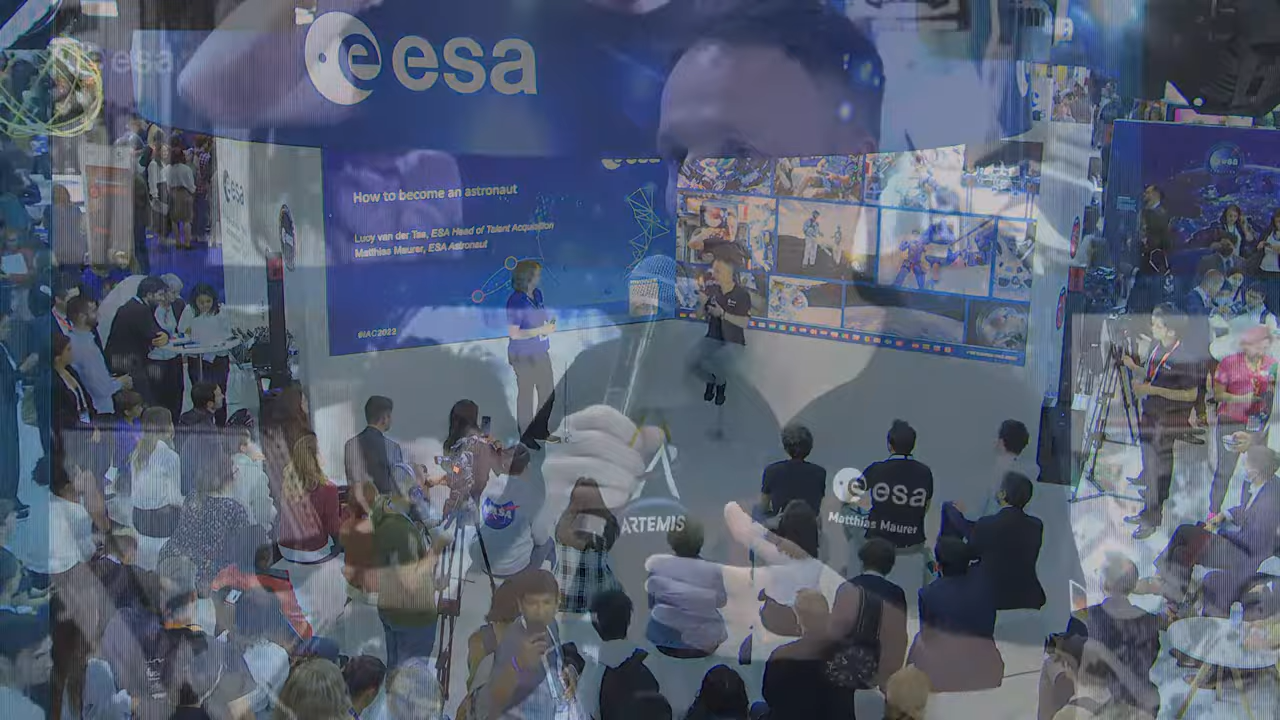 esa
esa
esa
How to become an astronaut
Lucy van der Tas, ESA Head of Talent Acquisition
Matthias Maurer, ESA Astronaut
#IAC2022
NASA
ARTEMIS
esa
Matthias Maurer